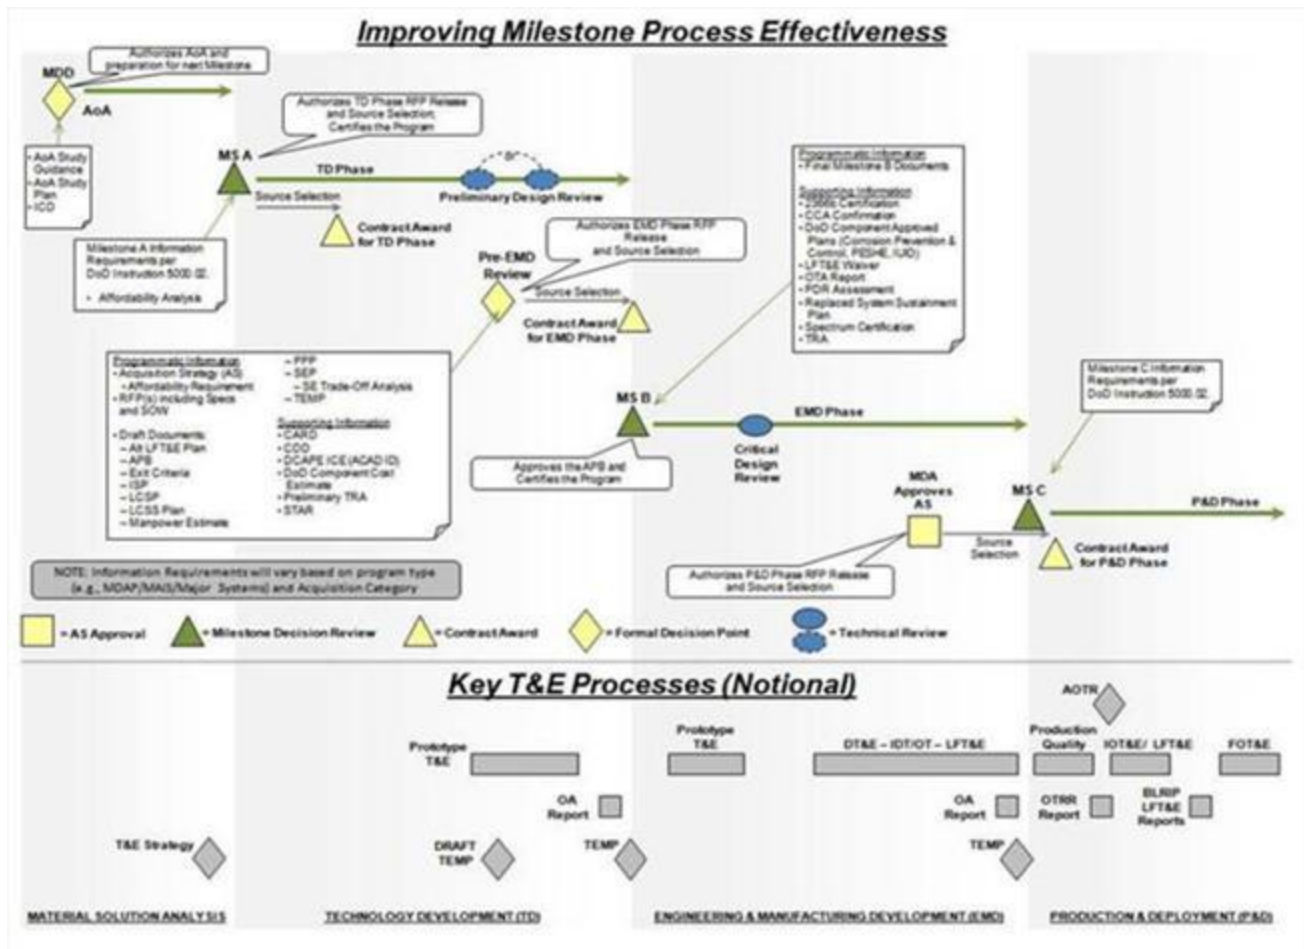 Improving Milestone Process Effectiveness
Authorizes AoA and
preparation for next Milestone
MDD
AoA
• AoA Study
Guidance
• AoA Study
Plan
• ICD
Authorizes TD Phase RFP Release
and Source Selection;
Certifies the Program
MS A
TD Phase
or
Source Selection
Preliminary Design Review
Contract Award
for TD Phase
Milestone A Information
Requirements per
DoD Instruction 5000.02.
• Affordability Analysis
Authorizes EMD Phase RFP
Release
and Source Selection
Pre-EMD
Review
Source Selection
Contract Award
for EMD Phase
Programmatic Information
• Final Milestone B Documents
Supporting Information
• 2366b Certification
• CCA Confirmation
• DoD Component Approved
Plans (Corrosion Prevention &
Control, PESHE, IUID)
• LFT&E Waiver
• OTA Report
• PDR Assessment
• Replaced System Sustainment
Plan
• Spectrum Certification
• TRA
Programmatic Information
• Acquisition Strategy (AS)
• Affordability Requirement
• RFP(s) including Specs
and SOW
• Draft Documents:
– Alt LFT&E Plan
– APB
– Exit Criteria
– ISP
– LCSP
– LCSS Plan
– Manpower Estimate
– PPP
– SEP
– SE Trade-Off Analysis
– TEMP
Supporting Information
• CARD
• CDD
• DCAPE ICE (ACAD ID)
• DoD Component Cost
Estimate
• Preliminary TRA
• STAR
MS B
EMD Phase
Critical
Design
Review
Approves the APB and
Certifies the Program
Milestone C Information
Requirements per
DoD Instruction 5000.02.
MDA
Approves
AS
MS C
P&D Phase
Source
Selection
Contract Award
for P&D Phase
Authorizes P&D Phase RFP Release
and Source Selection
NOTE: Information Requirements will vary based on program type
(e.g., MDAP/MAIS/Major Systems) and Acquisition Category
= AS Approval
= Milestone Decision Review
= Contract Award
= Formal Decision Point
= Technical Review
Key T&E Processes (Notional)
AOTR
Prototype
T&E
Prototype
T&E
DT&E – IDT/OT – LFT&E
Production
Quality
IOT&E/ LFT&E
FOT&E
OA
Report
OA
Report
OTRR
Report
BLRIP
LFT&E
Reports
T&E Strategy
DRAFT
TEMP
TEMP
TEMP
MATERIAL SOLUTION ANALYSIS
TECHNOLOGY DEVELOPMENT (TD)
ENGINEERING & MANUFACTURING DEVELOPMENT (EMD)
PRODUCTION & DEPLOYMENT (P&D)